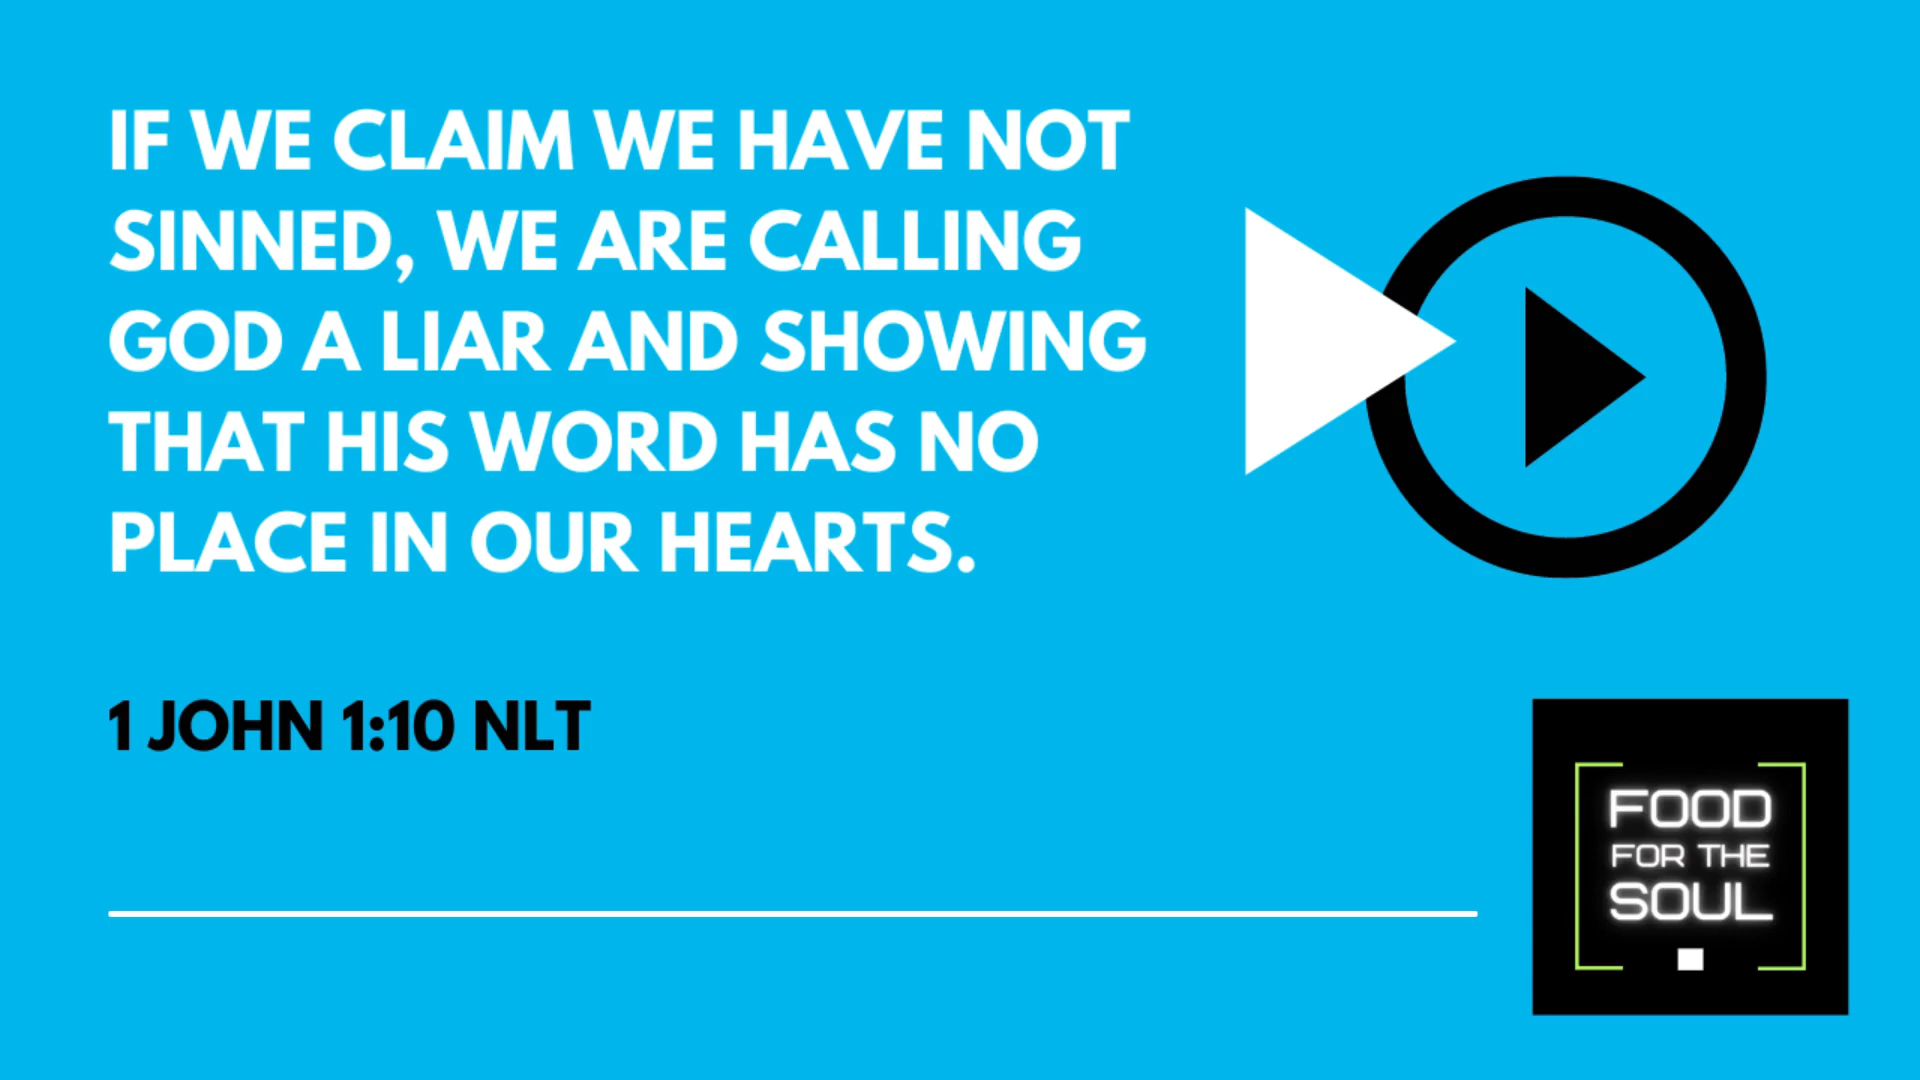 IF WE CLAIM WE HAVE NOT
SINNED, WE ARE CALLING
GOD A LIAR AND SHOWING
THAT HIS WORD HAS NO
PLACE IN OUR HEARTS.
1 JOHN 1:10 NLT
FOOD
FOR THE
SOUL